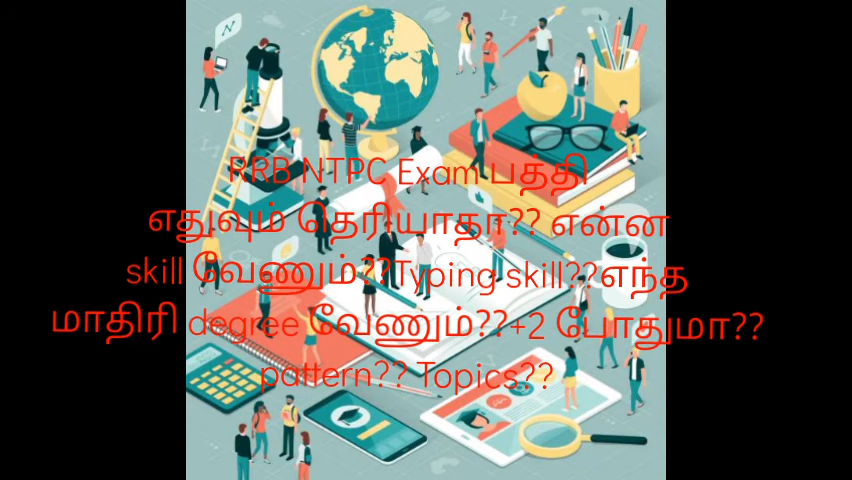 RRB NTPC Exam பத்தி
எதுவும் தெரியாதா?? என்ன
skill வேணும்??Typing skill??எந்த
மாதிரி degree வேணும்??+2 போதுமா??
pattern?? Topics??